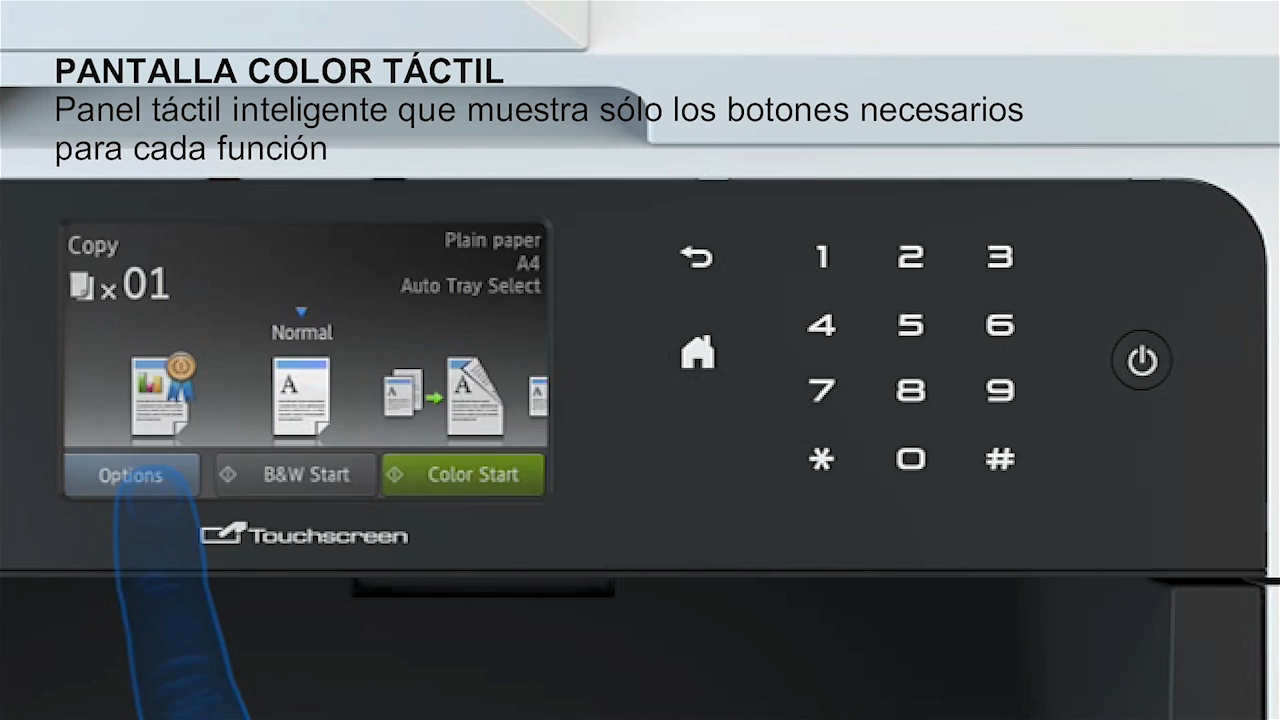 PANTALLA COLOR TÁCTIL
Panel táctil inteligente que muestra sólo los botones necesarios
para cada función
Copy
x 01
Plain paper
A4
Auto Tray Select
Normal
A
A
A
A
Options
B&W Start
Color Start
Touchscreen
1 2 3
4 5 6
7 8 9
* 0 #